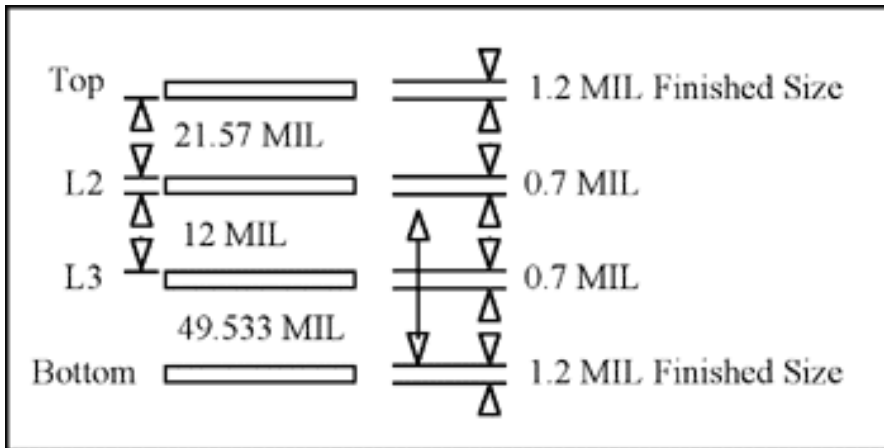 Top 1.2 MIL Finished Size
21.57 MIL
L2 0.7 MIL
12 MIL
L3 0.7 MIL
49.533 MIL
Bottom 1.2 MIL Finished Size